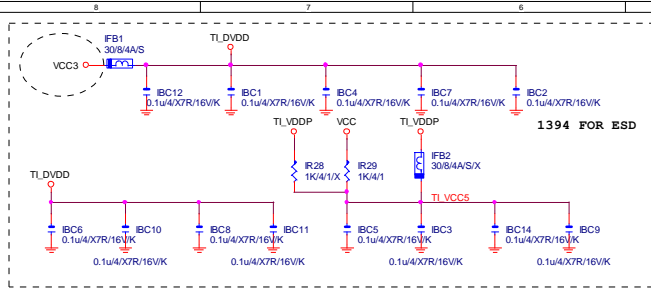 8 7 6
IFB1
30/8/4A/S
TI_DVDD
VCC3
IBC12
0.1u/4/X7R/16V/K
IBC1
0.1u/4/X7R/16V/K
IBC4
0.1u/4/X7R/16V/K
IBC7
0.1u/4/X7R/16V/K
IBC2
0.1u/4/X7R/16V/K
1394 FOR ESD
TI_VDDP
VCC
TI_VDDP
IR28
1K/4/1/X
IR29
1K/4/1
IFB2
30/8/4A/S/X
TI_DVDD
TI_VCC5
IBC6
0.1u/4/X7R/16V/K
IBC10
0.1u/4/X7R/16V/K
IBC8
0.1u/4/X7R/16V/K
IBC11
0.1u/4/X7R/16V/K
IBC5
0.1u/4/X7R/16V/K
IBC3
0.1u/4/X7R/16V/K
IBC14
0.1u/4/X7R/16V/K
IBC9
0.1u/4/X7R/16V/K